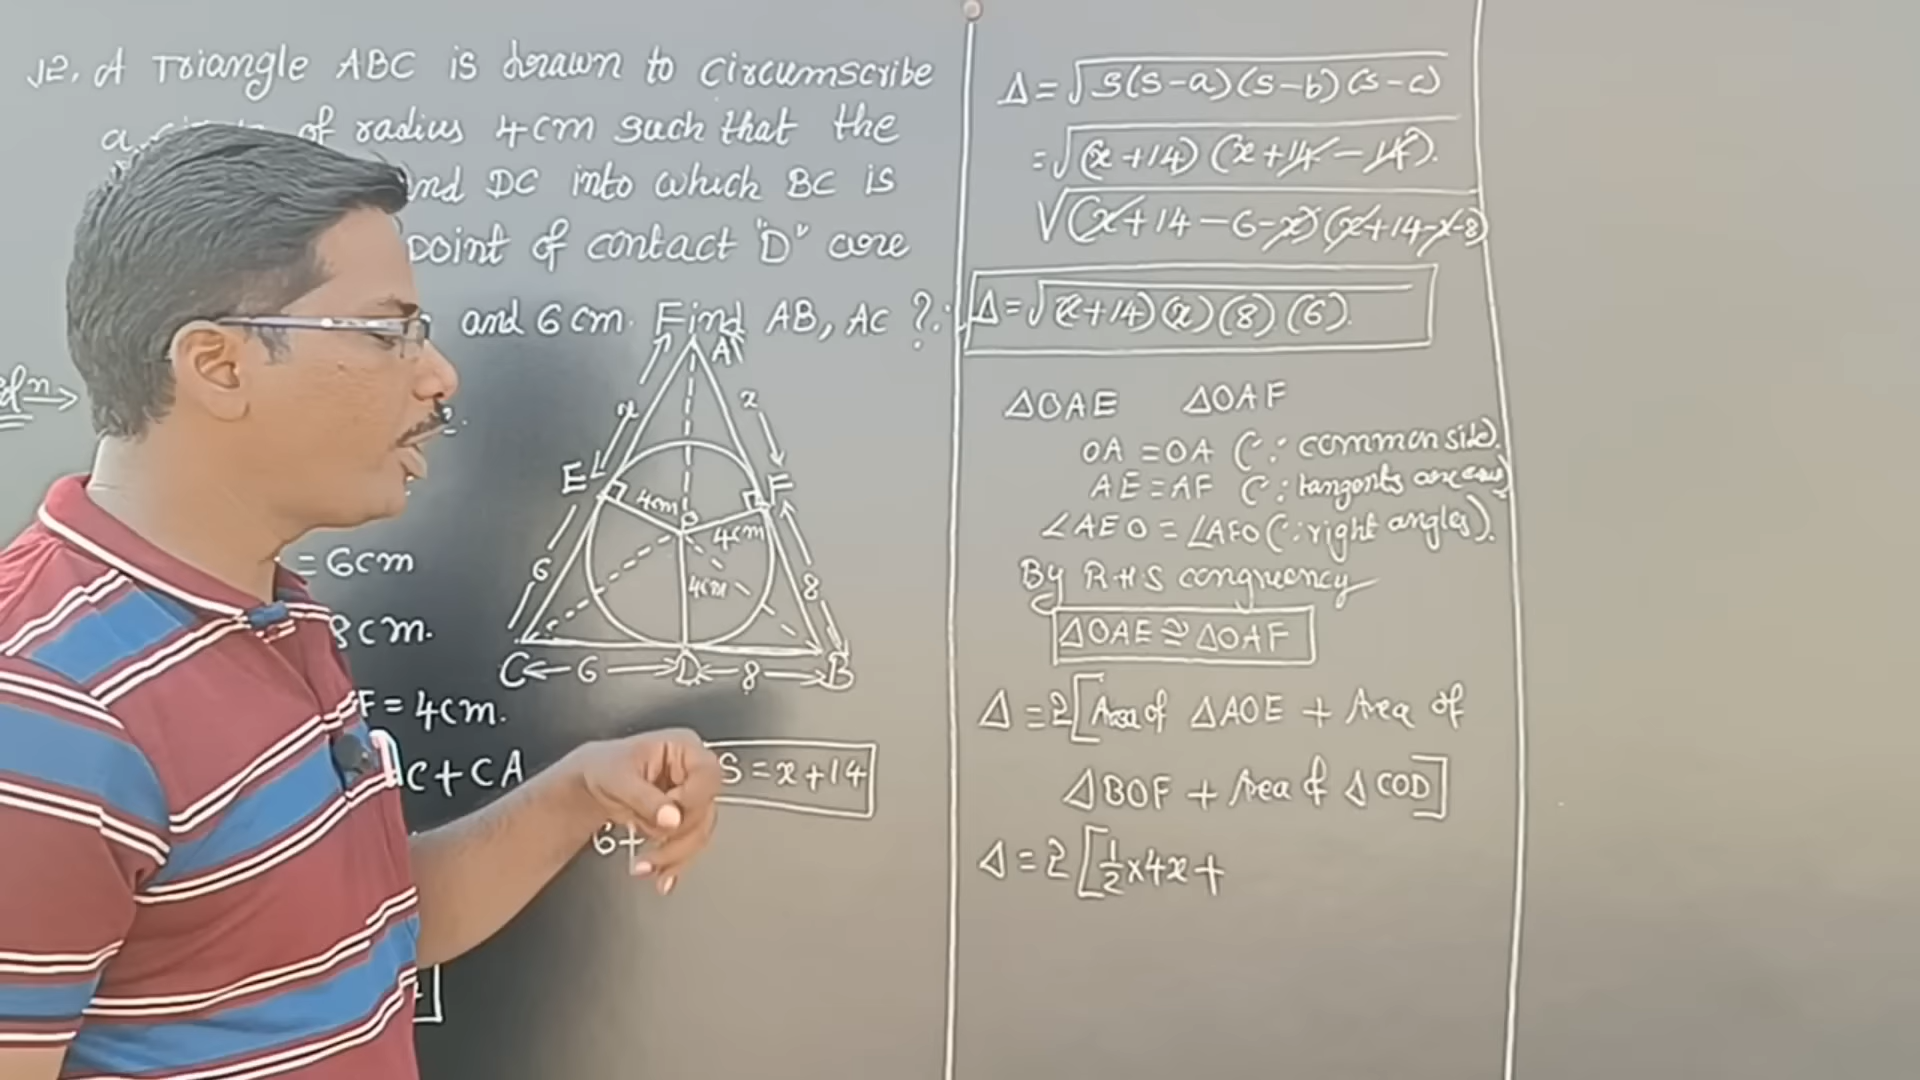 12. A Triangle ABC is drawn to circumscribe
a of radius 4cm such that the
and DC into which BC is
point of contact "D" are
and 6cm. Find AB, AC ?.
Soln →
A
x
x
E
F
4cm
O
4cm
4cm
6
8
C ← 6 → D ← 8 → B
= 6cm
8cm.
F = 4cm.
AC + CA
S = x+14
6+
Δ = √S(S-a)(S-b)(S-c)
= √(x+14) (x+14-14).
√(x+14-6-x)(x+14-x-8)
Δ = √(x+14)(x)(8)(6).
ΔOAE ΔOAF
OA = OA (∵ common side).
AE = AF (∵ tangents are
∠AEO = ∠AFO (∵ right angles).
By RHS congruency
ΔOAE ≅ ΔOAF
Δ = 2[Area of ΔAOE + Area of
ΔBOF + Area of ΔCOD]
Δ = 2[1/2 ×4x +